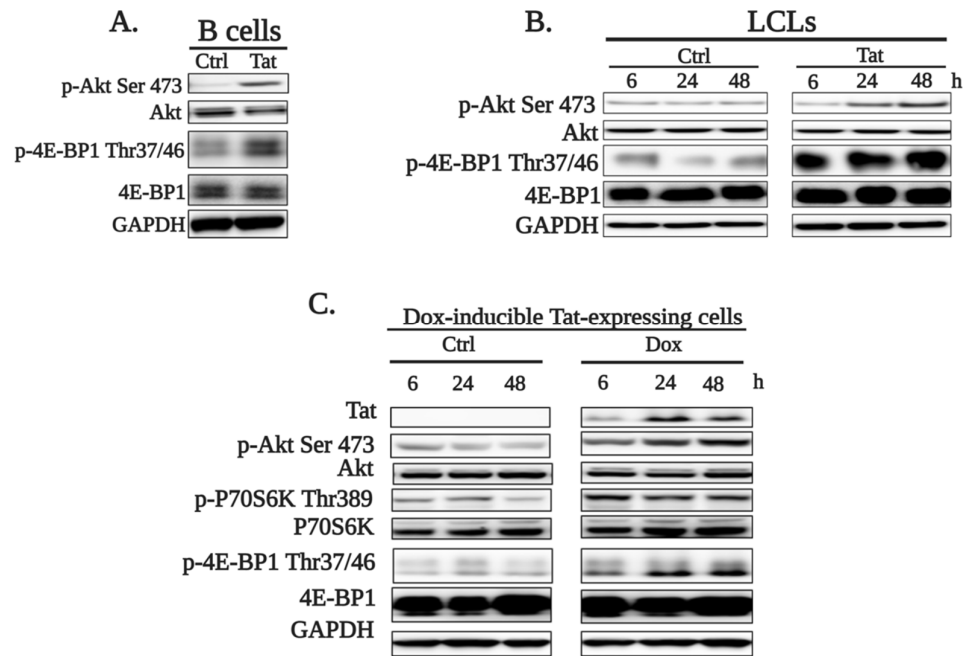 A.
B cells
Ctrl Tat
p-Akt Ser 473
Akt
p-4E-BP1 Thr37/46
4E-BP1
GAPDH
B.
LCLs
Ctrl Tat
6 24 48 6 24 48 h
p-Akt Ser 473
Akt
p-4E-BP1 Thr37/46
4E-BP1
GAPDH
C.
Dox-inducible Tat-expressing cells
Ctrl Dox
6 24 48 6 24 48 h
Tat
p-Akt Ser 473
Akt
p-P70S6K Thr389
P70S6K
p-4E-BP1 Thr37/46
4E-BP1
GAPDH